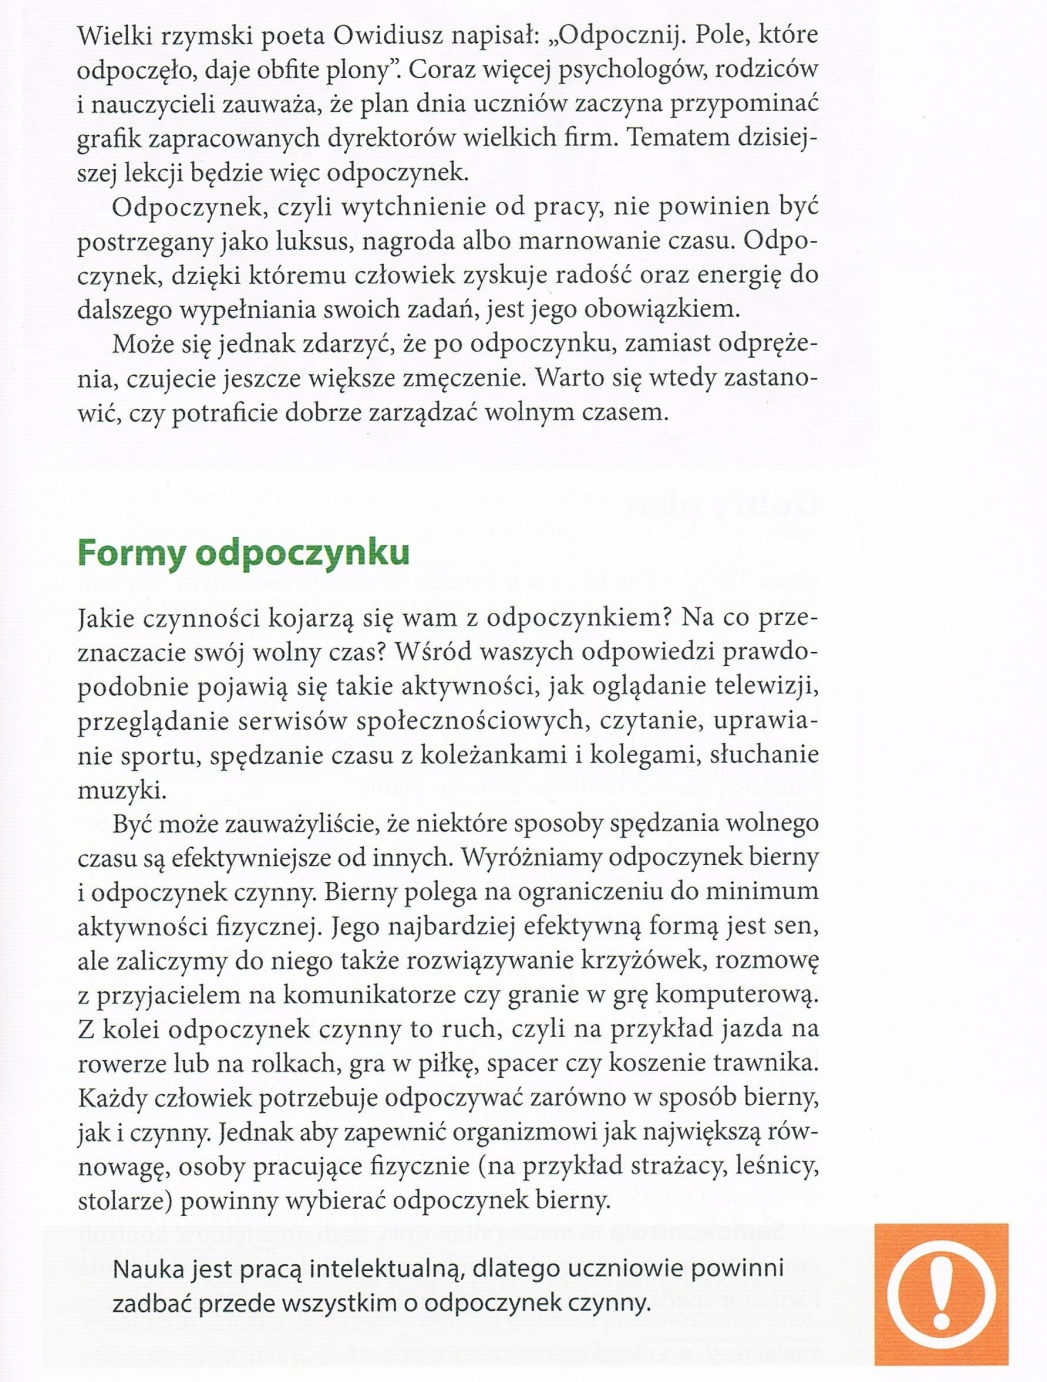 Wielki rzymski poeta Owidiusz napisał: „Odpocznij. Pole, które
odpoczęło, daje obfite plony”. Coraz więcej psychologów, rodziców
i nauczycieli zauważa, że plan dnia uczniów zaczyna przypominać
grafik zapracowanych dyrektorów wielkich firm. Tematem dzisiej-
szej lekcji będzie więc odpoczynek.
Odpoczynek, czyli wytchnienie od pracy, nie powinien być
postrzegany jako luksus, nagroda albo marnowanie czasu. Odpo-
czynek, dzięki któremu człowiek zyskuje radość oraz energię do
dalszego wypełniania swoich zadań, jest jego obowiązkiem.
Może się jednak zdarzyć, że po odpoczynku, zamiast odpręże-
nia, czujecie jeszcze większe zmęczenie. Warto się wtedy zastano-
wić, czy potraficie dobrze zarządzać wolnym czasem.
Formy odpoczynku
Jakie czynności kojarzą się wam z odpoczynkiem? Na co prze-
znaczacie swój wolny czas? Wśród waszych odpowiedzi prawdo-
podobnie pojawią się takie aktywności, jak oglądanie telewizji,
przeglądanie serwisów społecznościowych, czytanie, uprawia-
nie sportu, spędzanie czasu z koleżankami i kolegami, słuchanie
muzyki.
Być może zauważyliście, że niektóre sposoby spędzania wolnego
czasu są efektywniejsze od innych. Wyróżniamy odpoczynek bierny
i odpoczynek czynny. Bierny polega na ograniczeniu do minimum
aktywności fizycznej. Jego najbardziej efektywną formą jest sen,
ale zaliczymy do niego także rozwiązywanie krzyżówek, rozmowę
z przyjacielem na komunikatorze czy granie w grę komputerową.
Z kolei odpoczynek czynny to ruch, czyli na przykład jazda na
rowerze lub na rolkach, gra w piłkę, spacer czy koszenie trawnika.
Każdy człowiek potrzebuje odpoczywać zarówno w sposób bierny,
jak i czynny. Jednak aby zapewnić organizmowi jak największą rów-
nowagę, osoby pracujące fizycznie (na przykład strażacy, leśnicy,
stolarze) powinny wybierać odpoczynek bierny.
Nauka jest pracą intelektualną, dlatego uczniowie powinni
zadbać przede wszystkim o odpoczynek czynny.